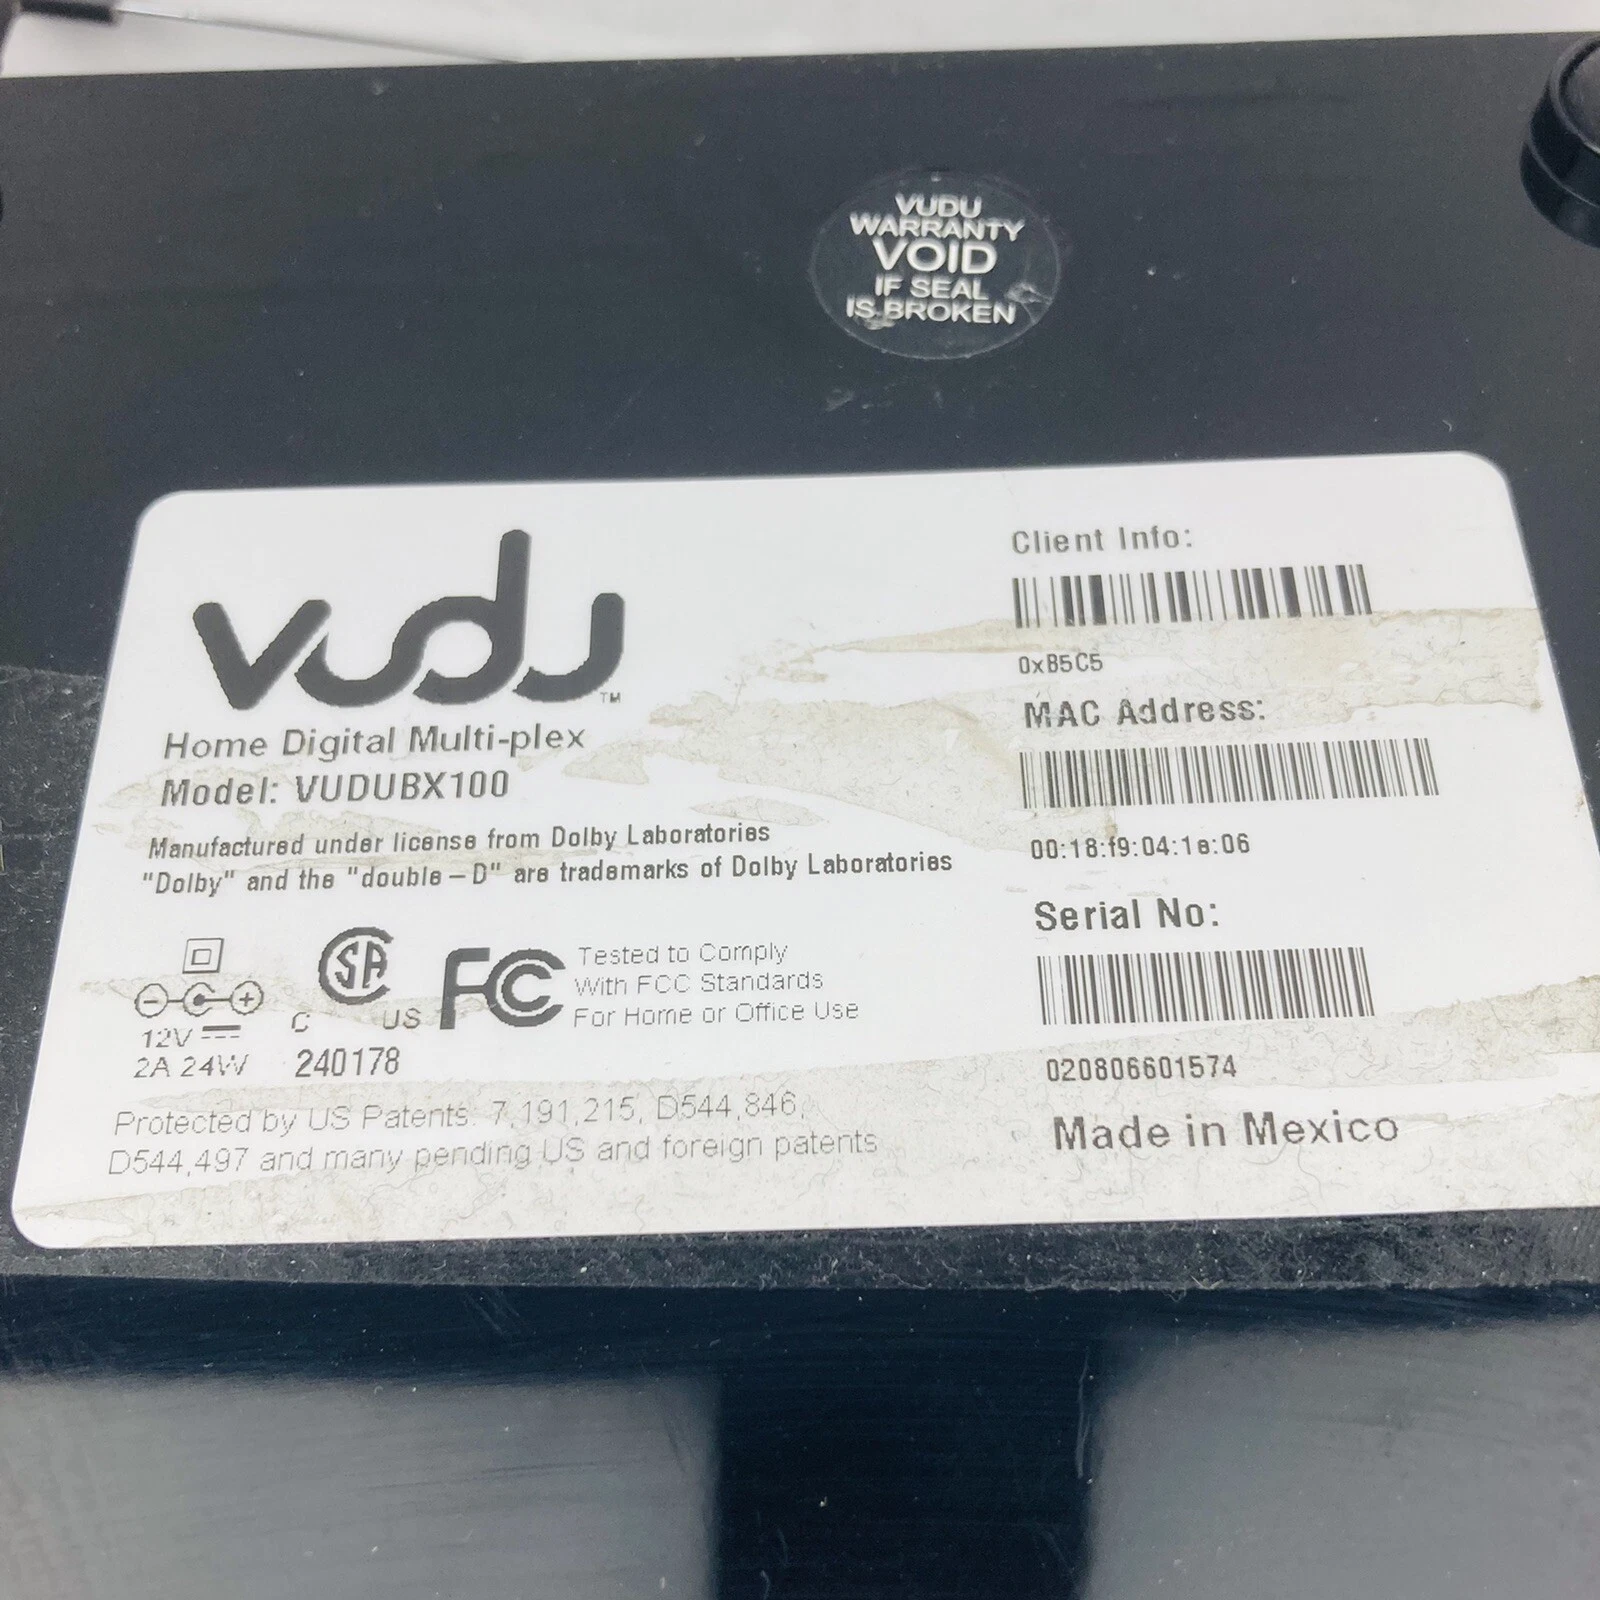 VUDU
WARRANTY
VOID
IF SEAL
IS BROKEN
vudu™
Home Digital Multi-plex
Model: VUDUBX100
Manufactured under license from Dolby Laboratories
"Dolby" and the "double-D" are trademarks of Dolby Laboratories
12V
2A 24W
SA
C US
240178
FC
Tested to Comply
With FCC Standards
For Home or Office Use
Protected by US Patents: 7,191,215, D544,846,
D544,497 and many pending US and foreign patents
Client Info:
0xB5C5
MAC Address:
00:18:f9:04:1e:06
Serial No:
020806601574
Made in Mexico